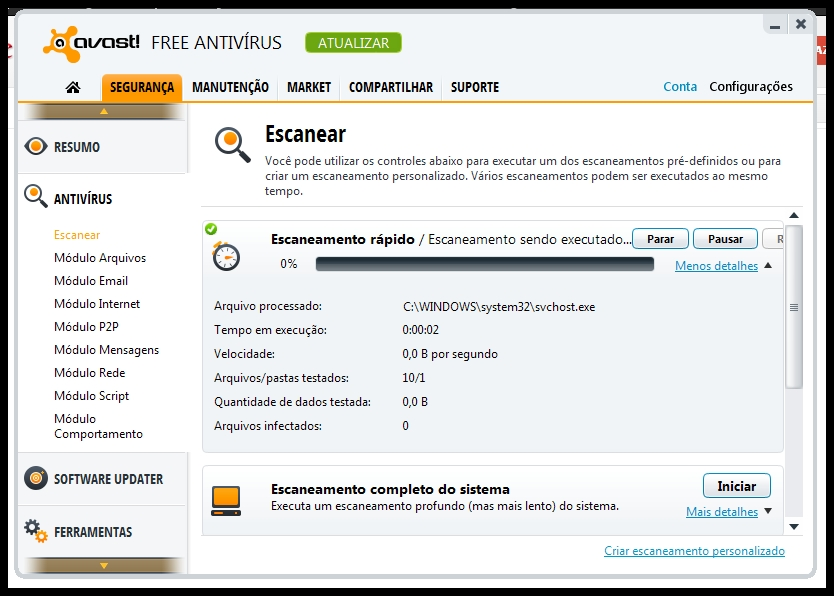 avast! FREE ANTIVÍRUS ATUALIZAR
SEGURANÇA MANUTENÇÃO MARKET COMPARTILHAR SUPORTE Conta Configurações
RESUMO
ANTIVÍRUS
Escanear
Módulo Arquivos
Módulo Email
Módulo Internet
Módulo P2P
Módulo Mensagens
Módulo Rede
Módulo Script
Módulo
Comportamento
SOFTWARE UPDATER
FERRAMENTAS
Escanear
Você pode utilizar os controles abaixo para executar um dos escaneamentos pré-definidos ou para
criar um escaneamento personalizado. Vários escaneamentos podem ser executados ao mesmo
tempo.
Escaneamento rápido / Escaneamento sendo executado... Parar Pausar
0% Menos detalhes
Arquivo processado: C:\WINDOWS\system32\svchost.exe
Tempo em execução: 0:00:02
Velocidade: 0,0 B por segundo
Arquivos/pastas testados: 10/1
Quantidade de dados testada: 0,0 B
Arquivos infectados: 0
Escaneamento completo do sistema Iniciar
Executa um escaneamento profundo (mas mais lento) do sistema.
Mais detalhes
Criar escaneamento personalizado